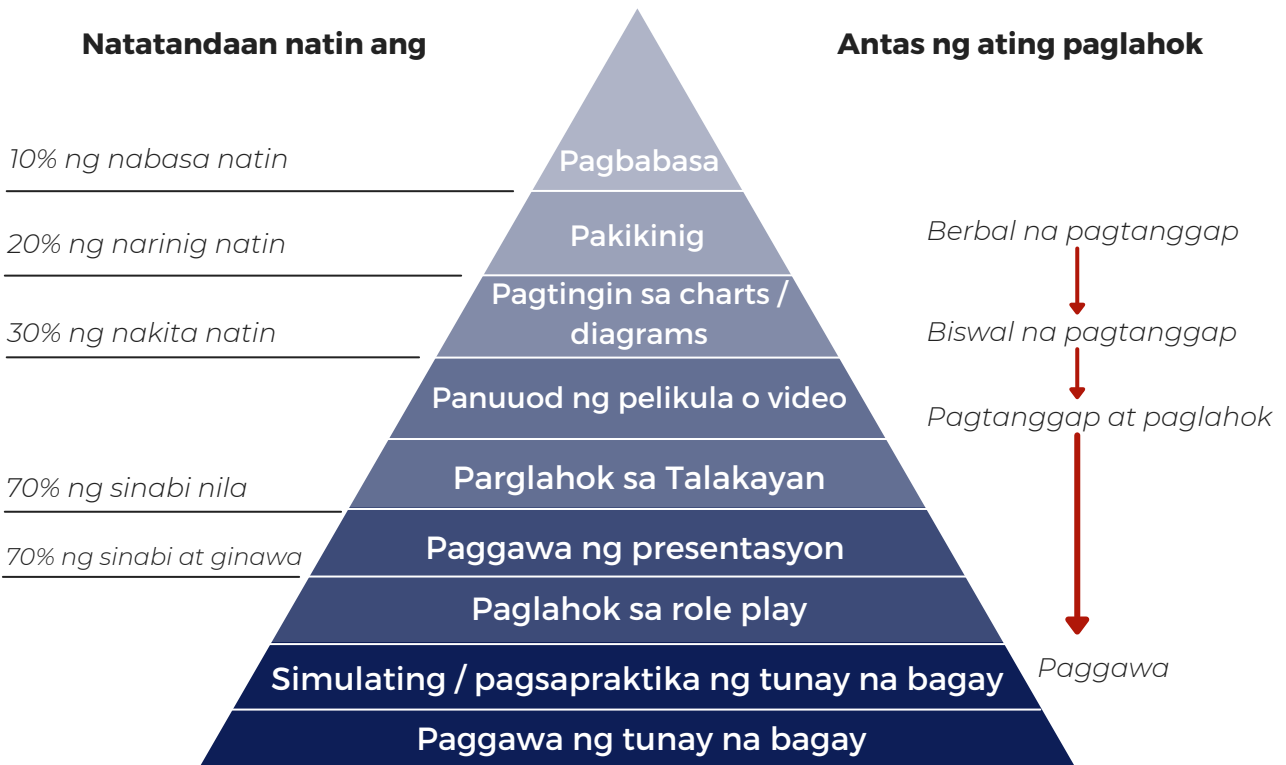 Natatandaan natin ang
Antas ng ating paglahok
10% ng nabasa natin
Pagbabasa
20% ng narinig natin
Pakikinig
Berbal na pagtanggap
30% ng nakita natin
Pagtingin sa charts /
diagrams
Biswal na pagtanggap
Panuuod ng pelikula o video
Pagtanggap at paglahok
70% ng sinabi nila
Parglahok sa Talakayan
70% ng sinabi at ginawa
Paggawa ng presentasyon
Paglahok sa role play
Simulating / pagsapraktika ng tunay na bagay
Paggawa
Paggawa ng tunay na bagay